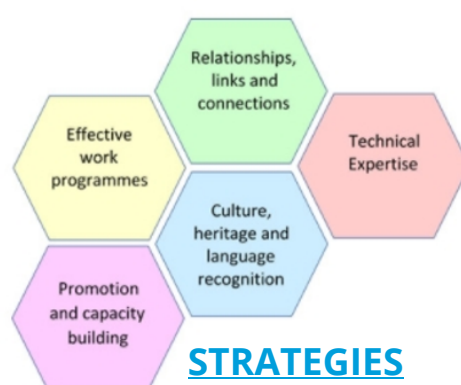 Relationships,
links and
connections
Effective
work
programmes
Technical
Expertise
Culture,
heritage and
language
recognition
Promotion
and capacity
building
STRATEGIES